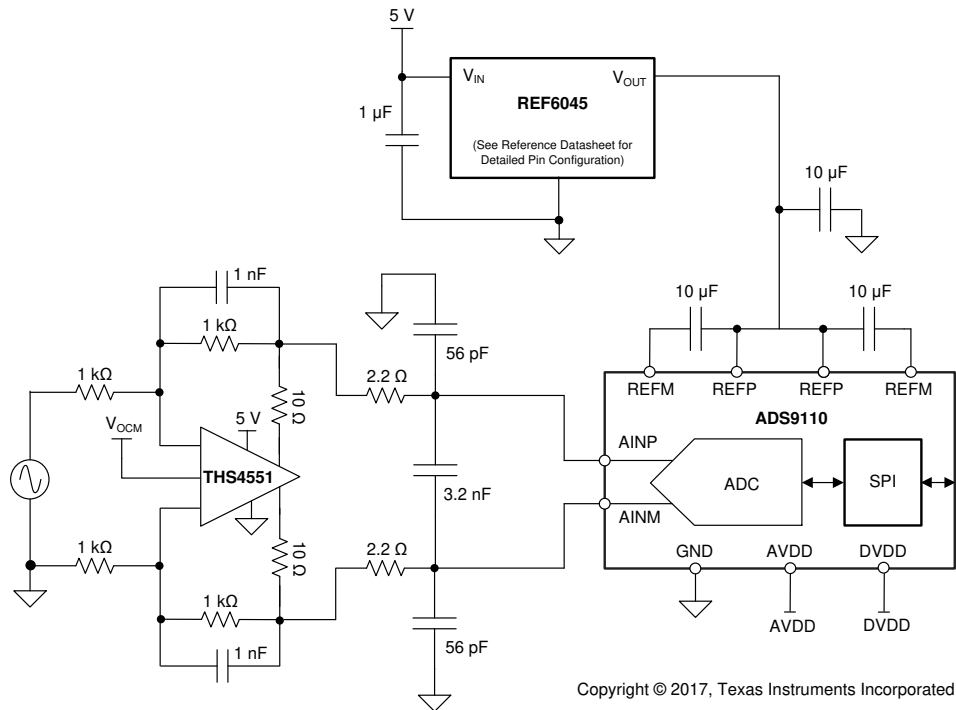 5 V
VIN
VOUT
REF6045
1 µF
(See Reference Datasheet for
Detailed Pin Configuration)
10 µF
1 nF
10 µF
10 µF
1 kΩ
56 pF
1 kΩ
2.2 Ω
REFM
REFP
REFP
REFM
10 Ω
ADS9110
VOCM
5 V
AINP
THS4551
3.2 nF
ADC
SPI
AINM
1 kΩ
10 Ω
2.2 Ω
GND
AVDD
DVDD
1 kΩ
AVDD
DVDD
1 nF
56 pF
Copyright © 2017, Texas Instruments Incorporated